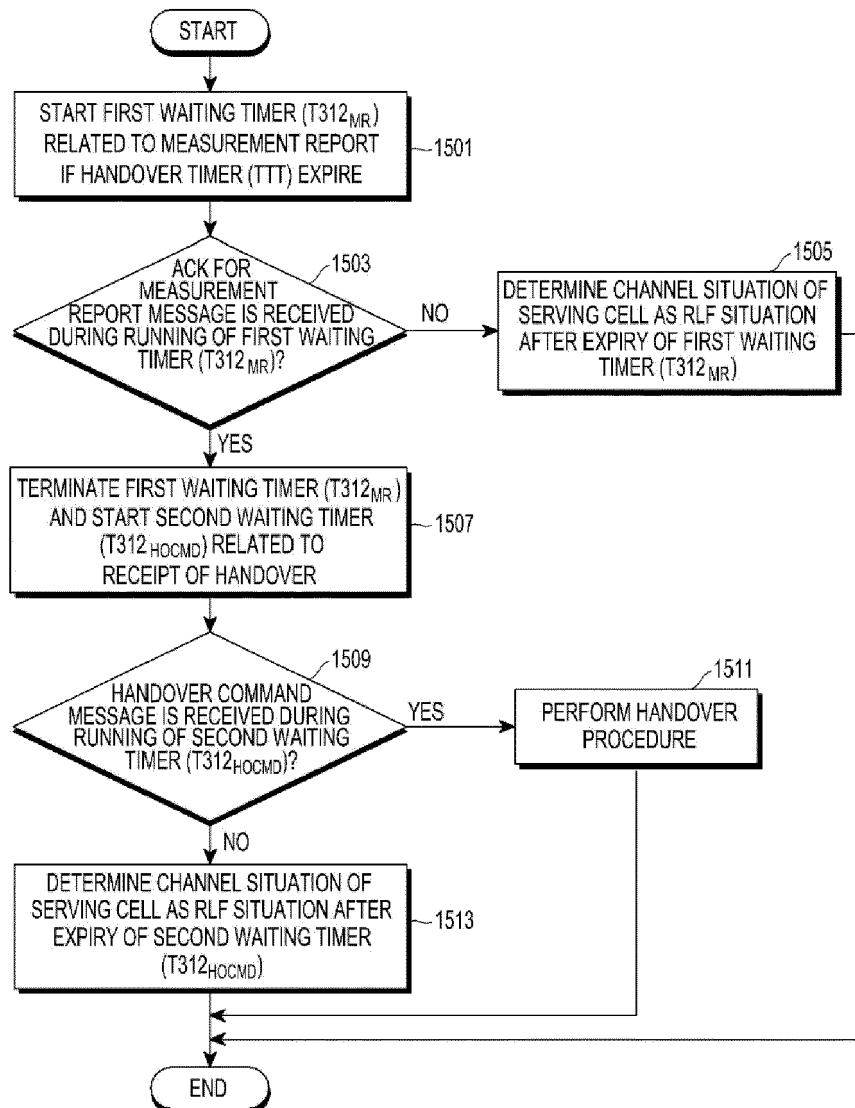 START
START FIRST WAITING TIMER (T312MR)
RELATED TO MEASUREMENT REPORT
IF HANDOVER TIMER (TTT) EXPIRE
1501
1503
ACK FOR
MEASUREMENT
REPORT MESSAGE IS RECEIVED
DURING RUNNING OF FIRST WAITING
TIMER (T312MR)?
NO
1505
DETERMINE CHANNEL SITUATION OF
SERVING CELL AS RLF SITUATION
AFTER EXPIRY OF FIRST WAITING
TIMER (T312MR)
YES
TERMINATE FIRST WAITING TIMER (T312MR)
AND START SECOND WAITING TIMER
(T312HOCMD) RELATED TO
RECEIPT OF HANDOVER
1507
1509
HANDOVER COMMAND
MESSAGE IS RECEIVED DURING
RUNNING OF SECOND WAITING
TIMER (T312HOCMD)?
YES
1511
PERFORM HANDOVER
PROCEDURE
NO
DETERMINE CHANNEL SITUATION OF
SERVING CELL AS RLF SITUATION AFTER
EXPIRY OF SECOND WAITING TIMER
(T312HOCMD)
1513
END